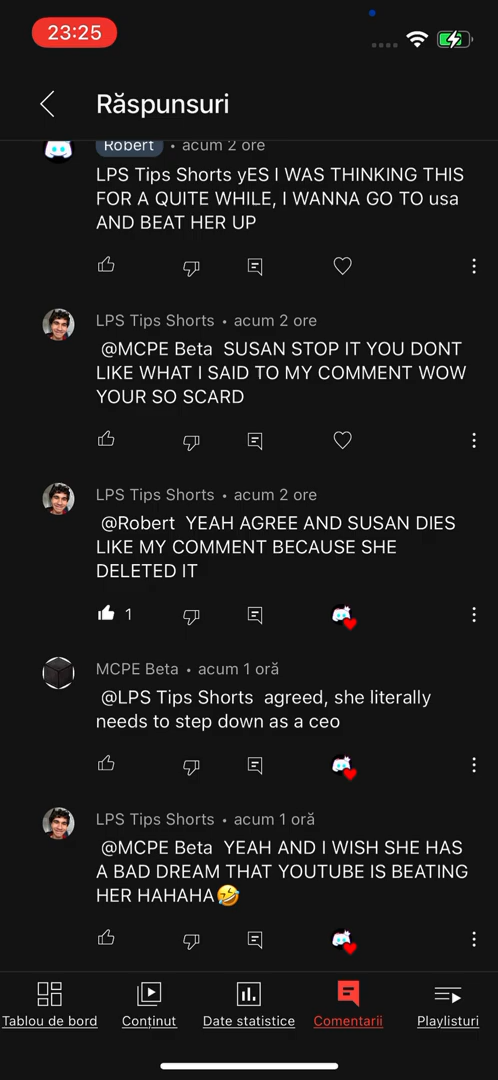 23:25
Răspunsuri
Robert • acum 2 ore
LPS Tips Shorts yES I WAS THINKING THIS
FOR A QUITE WHILE, I WANNA GO TO usa
AND BEAT HER UP
LPS Tips Shorts • acum 2 ore
@MCPE Beta SUSAN STOP IT YOU DONT
LIKE WHAT I SAID TO MY COMMENT WOW
YOUR SO SCARD
LPS Tips Shorts • acum 2 ore
@Robert YEAH AGREE AND SUSAN DIES
LIKE MY COMMENT BECAUSE SHE
DELETED IT
1
MCPE Beta • acum 1 oră
@LPS Tips Shorts agreed, she literally
needs to step down as a ceo
LPS Tips Shorts • acum 1 oră
@MCPE Beta YEAH AND I WISH SHE HAS
A BAD DREAM THAT YOUTUBE IS BEATING
HER HAHAHA🤣
Tablou de bord Conținut Date statistice Comentarii Playlisturi